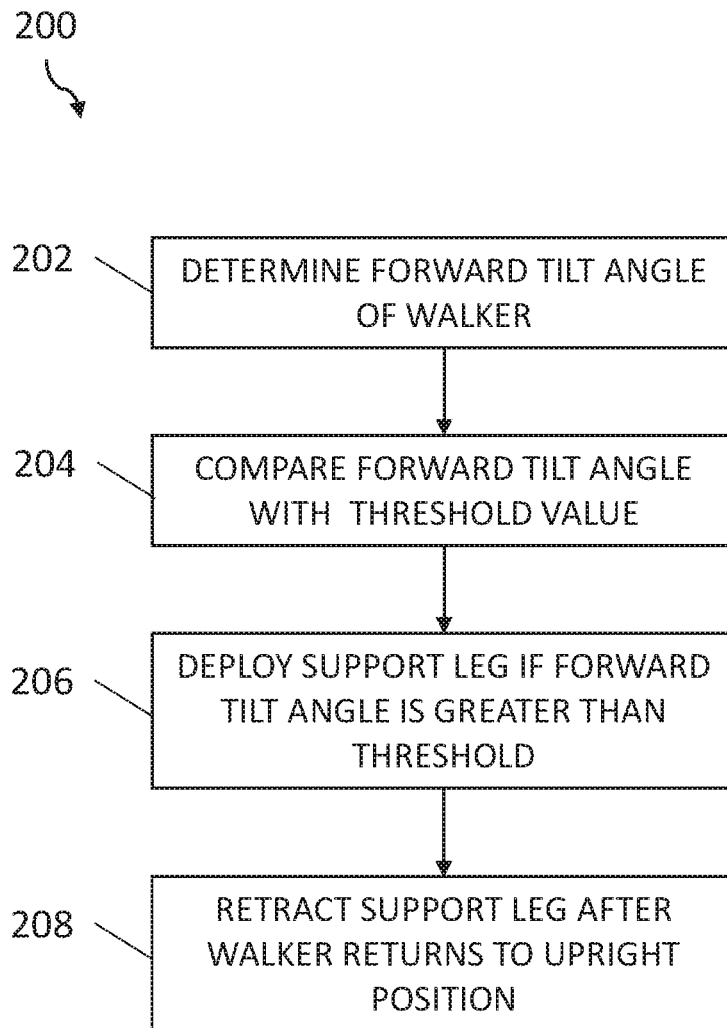 200
202
DETERMINE FORWARD TILT ANGLE
OF WALKER
204
COMPARE FORWARD TILT ANGLE
WITH THRESHOLD VALUE
206
DEPLOY SUPPORT LEG IF FORWARD
TILT ANGLE IS GREATER THAN
THRESHOLD
208
RETRACT SUPPORT LEG AFTER
WALKER RETURNS TO UPRIGHT
POSITION